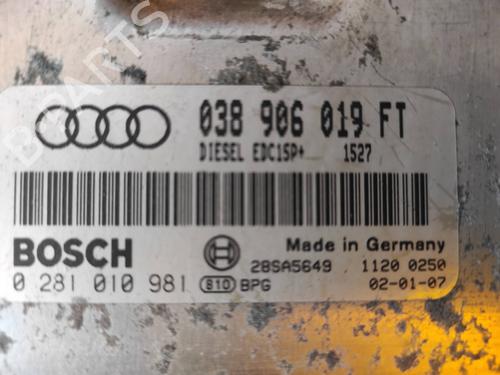 038 906 019 FT
DIESEL EDC15P+ 1527
BOSCH
Made in Germany
28SA5649 1120 0250
0 281 010 981 810 BPG 02-01-07